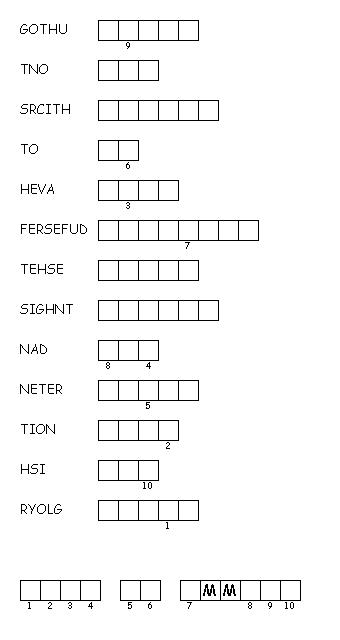 GOTHU
9
TNO
SRCITH
TO
6
HEVA
3
FERSEFUD
7
TEHSE
SIGHNT
NAD
8 4
NETER
5
TION
2
HSI
10
RYOLG
1
M M
1 2 3 4 5 6 7 8 9 10